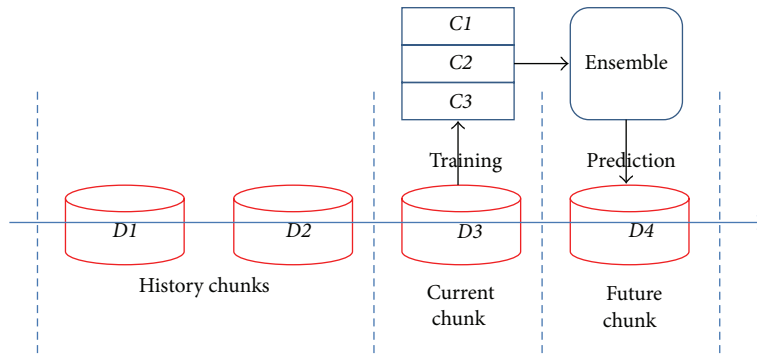 C1
C2
C3
Ensemble
Training
Prediction
D1
D2
D3
D4
History chunks
Current
chunk
Future
chunk